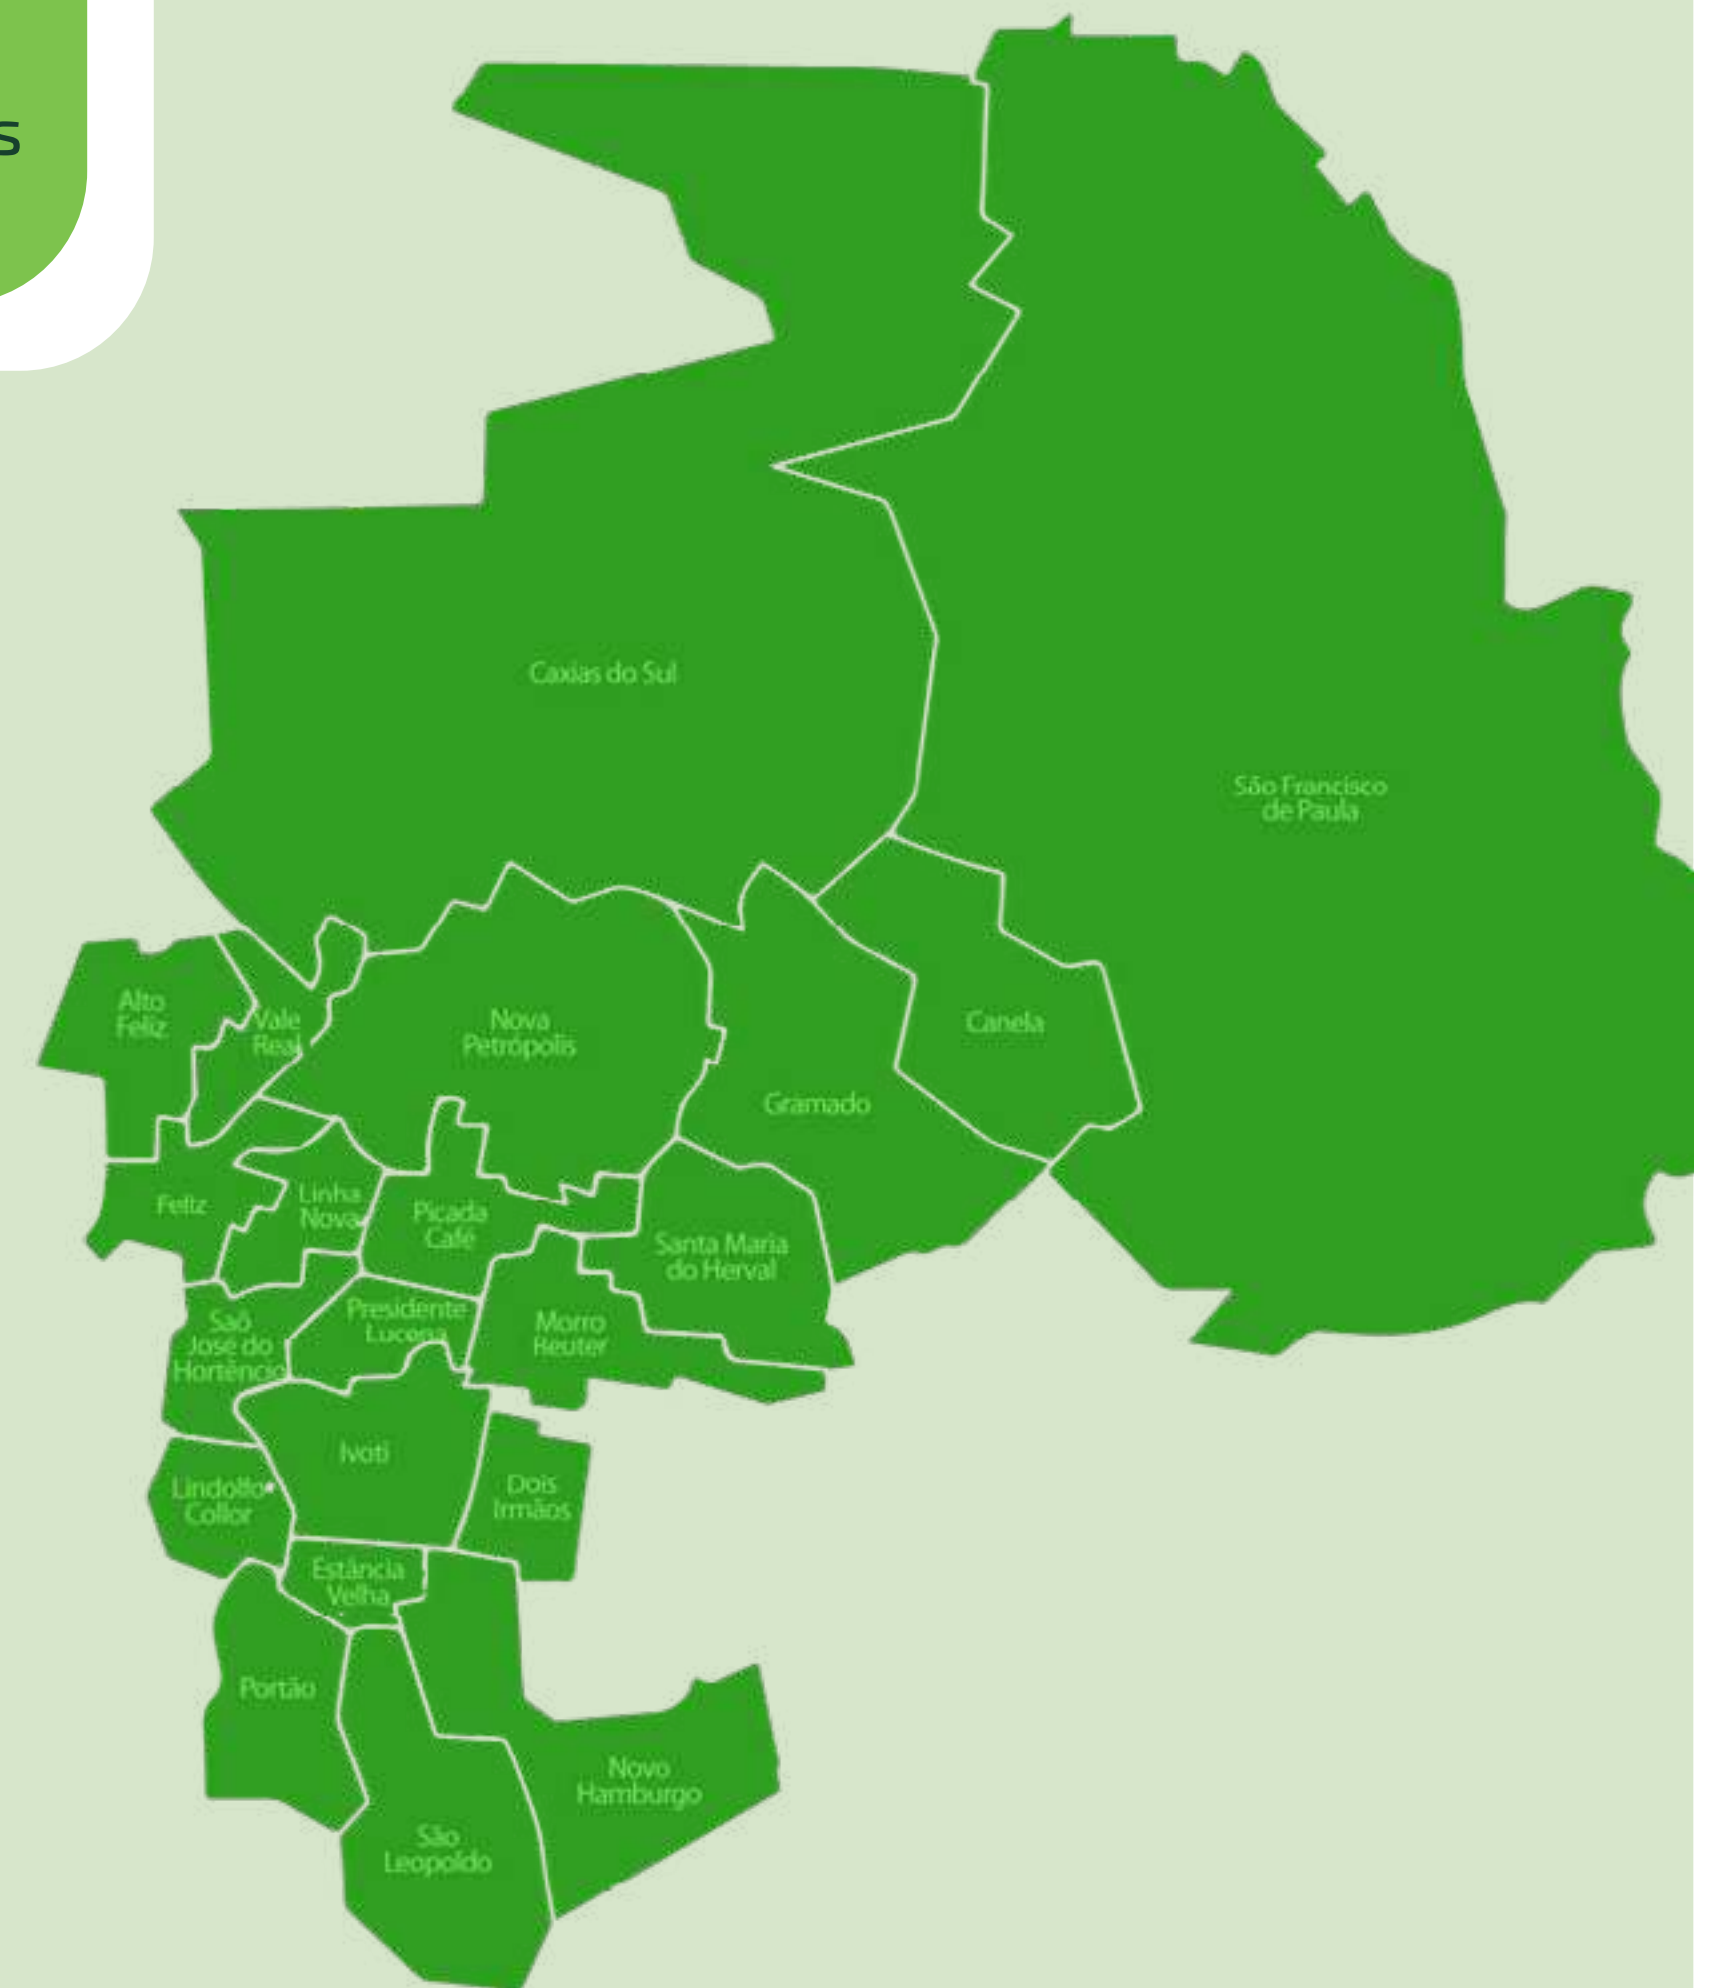 s
Caxias do Sul
São Francisco
de Paula
Alto
Feliz
Vale
Real
Nova
Petrópolis
Canela
Gramado
Feliz
Linha
Nova
Picada
Café
Santa Maria
do Herval
Saô
José do
Hortêncio
Presidente
Lucena
Morro
Reuter
Ivoti
Lindolfo
Collor
Dois
Irmãos
Estância
Velha
Portão
Novo
Hamburgo
São
Leopoldo